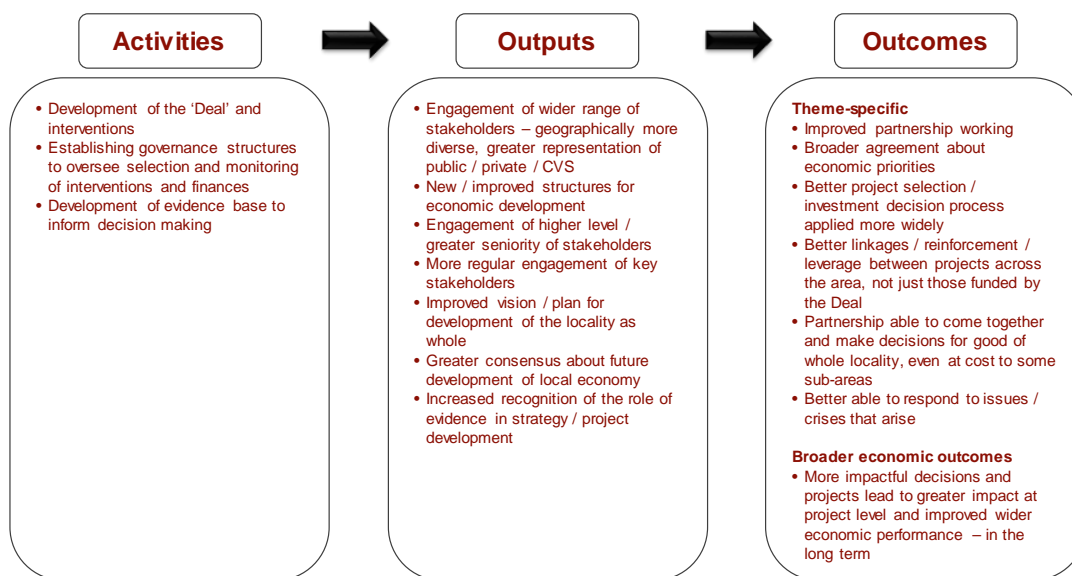 Activities
Outputs
Outcomes
• Development of the ‘Deal’ and
interventions
• Establishing governance structures
to oversee selection and monitoring
of interventions and finances
• Development of evidence base to
inform decision making
• Engagement of wider range of
stakeholders – geographically more
diverse, greater representation of
public / private / CVS
• New / improved structures for
economic development
• Engagement of higher level /
greater seniority of stakeholders
• More regular engagement of key
stakeholders
• Improved vision / plan for
development of the locality as
whole
• Greater consensus about future
development of local economy
• Increased recognition of the role of
evidence in strategy / project
development
Theme-specific
• Improved partnership working
• Broader agreement about
economic priorities
• Better project selection /
investment decision process
applied more widely
• Better linkages / reinforcement /
leverage between projects across
the area, not just those funded by
the Deal
• Partnership able to come together
and make decisions for good of
whole locality, even at cost to some
sub-areas
• Better able to respond to issues /
crises that arise
Broader economic outcomes
• More impactful decisions and
projects lead to greater impact at
project level and improved wider
economic performance – in the
long term